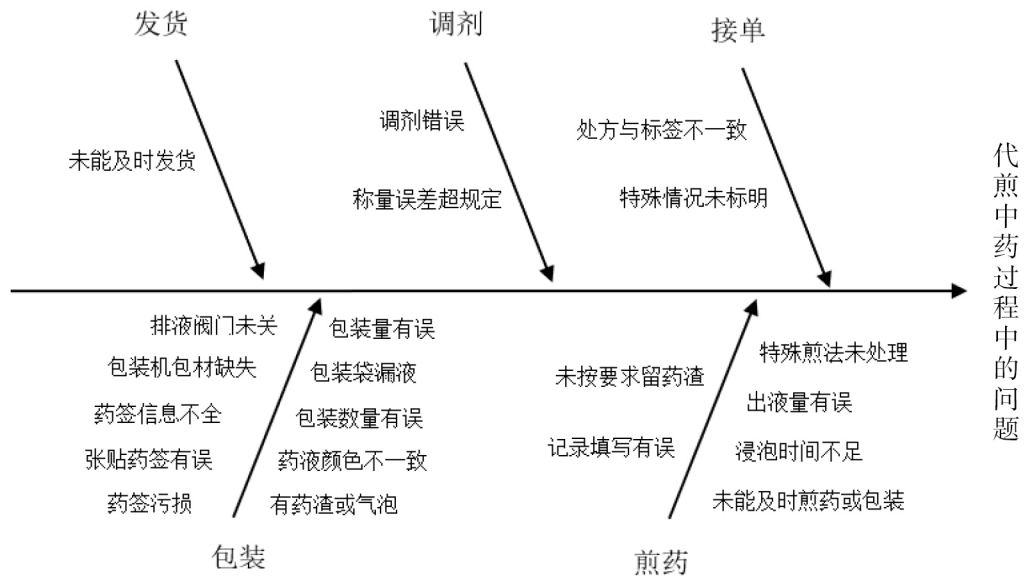 发货
调剂
接单
未能及时发货
调剂错误
称量误差超规定
处方与标签不一致
特殊情况未标明
代煎中药过程中的问题
排液阀门未关
包装机包材缺失
药签信息不全
张贴药签有误
药签污损
包装量有误
包装袋漏液
包装数量有误
药液颜色不一致
有药渣或气泡
未按要求留药渣
记录填写有误
特殊煎法未处理
出液量有误
浸泡时间不足
未能及时煎药或包装
包装
煎药